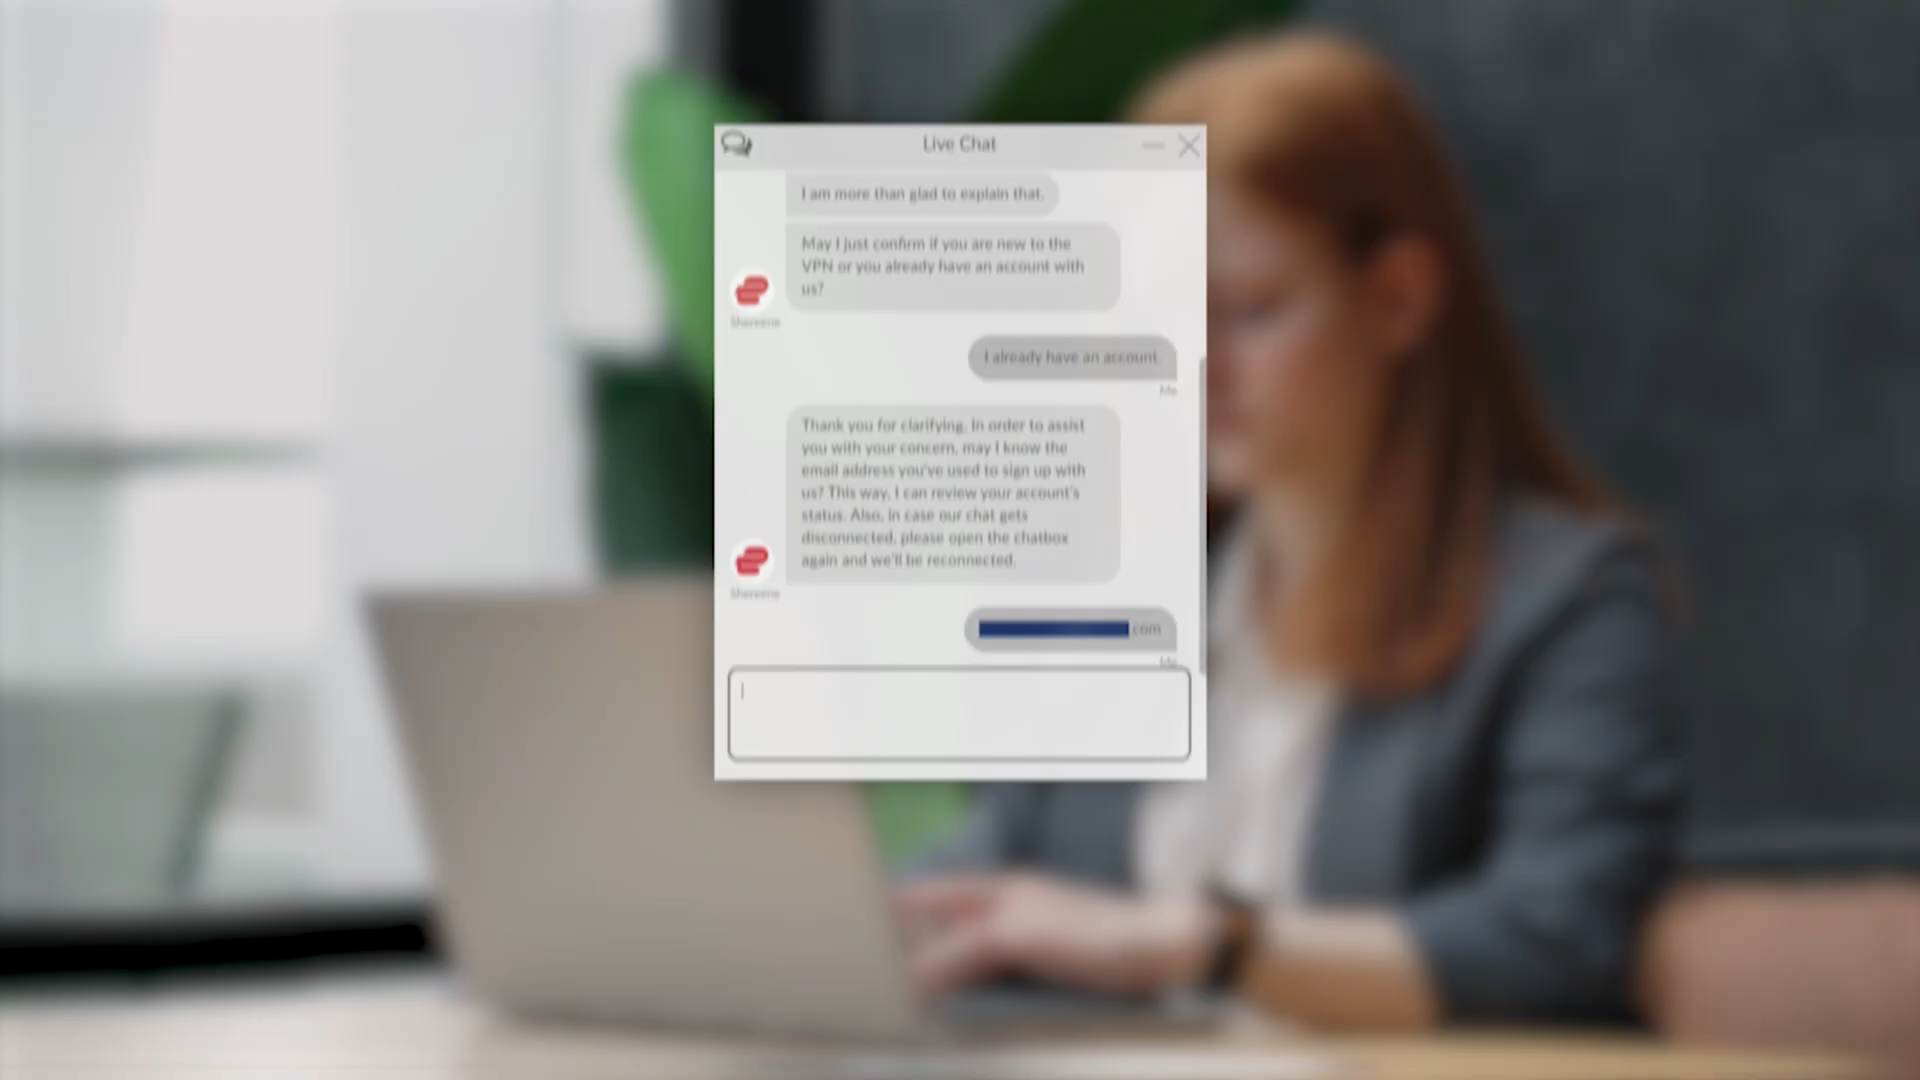 Live Chat
I am more than glad to explain that.
May I just confirm if you are new to the
VPN or you already have an account with
us?
Shereene
I already have an account.
Me
Thank you for clarifying. In order to assist
you with your concern, may I know the
email address you've used to sign up with
us? This way, I can review your account's
status. Also, in case our chat gets
disconnected, please open the chatbox
again and we'll be reconnected.
Shereene
com
Me